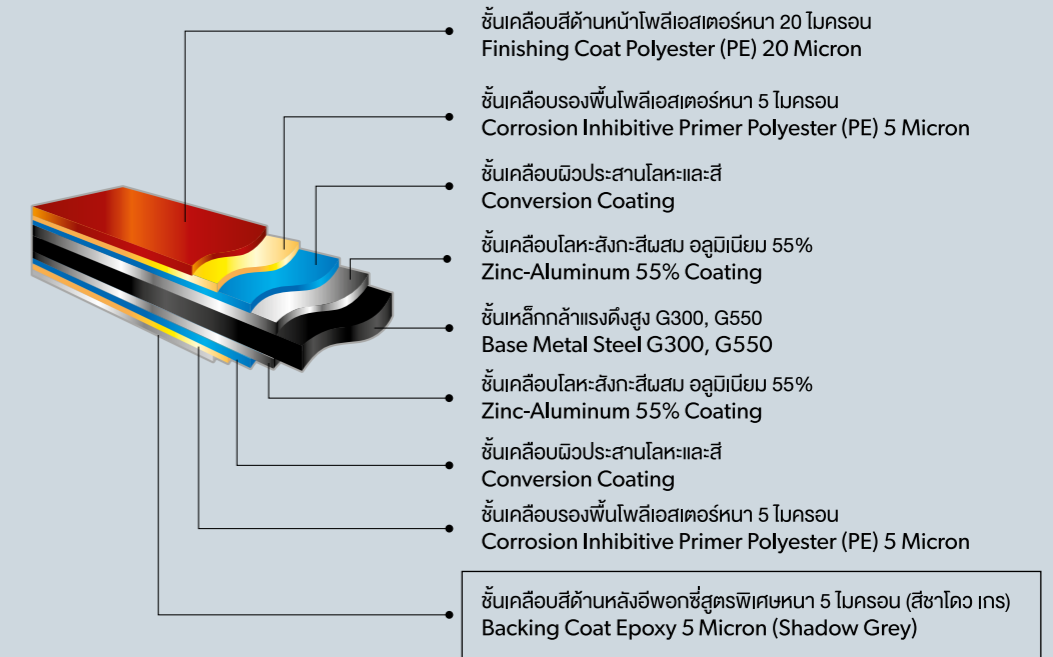 ชั้นเคลือบสีด้านหน้าโพลีเอสเตอร์หนา 20 ไมครอน
Finishing Coat Polyester (PE) 20 Micron
ชั้นเคลือบรองพื้นโพลีเอสเตอร์หนา 5 ไมครอน
Corrosion Inhibitive Primer Polyester (PE) 5 Micron
ชั้นเคลือบผิวประสานโลหะและสี
Conversion Coating
ชั้นเคลือบโลหะสังกะสีผสม อลูมิเนียม 55%
Zinc-Aluminum 55% Coating
ชั้นเหล็กกล้าแรงดึงสูง G300, G550
Base Metal Steel G300, G550
ชั้นเคลือบโลหะสังกะสีผสม อลูมิเนียม 55%
Zinc-Aluminum 55% Coating
ชั้นเคลือบผิวประสานโลหะและสี
Conversion Coating
ชั้นเคลือบรองพื้นโพลีเอสเตอร์หนา 5 ไมครอน
Corrosion Inhibitive Primer Polyester (PE) 5 Micron
ชั้นเคลือบสีด้านหลังอีพอกซี่สูตรพิเศษหนา 5 ไมครอน (สีชาโดว เกร)
Backing Coat Epoxy 5 Micron (Shadow Grey)